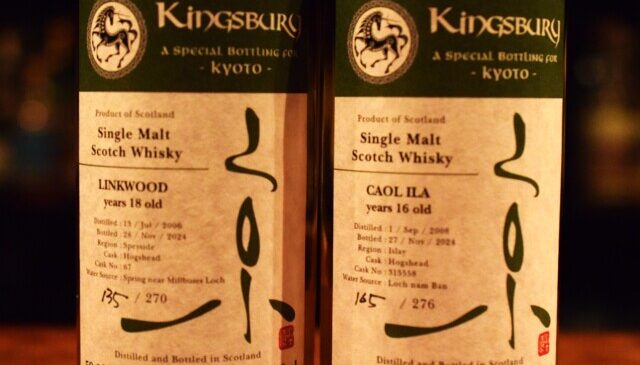 KINGSBURY
A SPECIAL BOTTLING FOR
- KYOTO -
Product of Scotland
Single Malt
Scotch Whisky
LINKWOOD
years 18 old
Distilled : 15 / Jul / 2006
Bottled : 28 / Nov / 2024
Region : Speyside
Cask : Hogshead
Cask No : 67
Water Source : Spring near Millbuies Loch
135 / 270
Distilled and Bottled in Scotland
KINGSBURY
A SPECIAL BOTTLING FOR
- KYOTO -
Product of Scotland
Single Malt
Scotch Whisky
CAOL ILA
years 16 old
Distilled : 1 / Sep / 2008
Bottled : 27 / Nov / 2024
Region : Islay
Cask : Hogshead
Cask No : 315558
Water Source : Loch nam Ban
165 / 276
Distilled and Bottled in Scotland